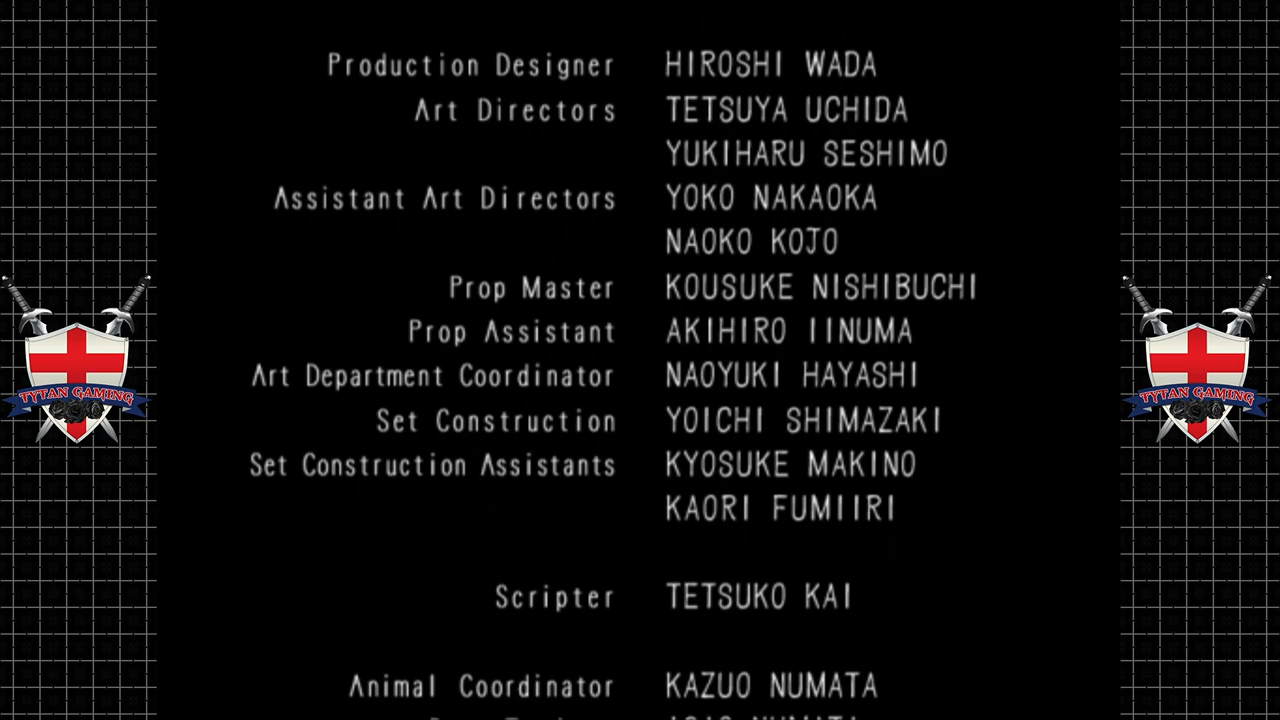 Production Designer HIROSHI WADA
Art Directors TETSUYA UCHIDA
YUKIHARU SESHIMO
Assistant Art Directors YOKO NAKAOKA
NAOKO KOJO
Prop Master KOUSUKE NISHIBUCHI
Prop Assistant AKIHIRO IINUMA
Art Department Coordinator NAOYUKI HAYASHI
TYTAN GAMING
TYTAN GAMING
Set Construction YOICHI SHIMAZAKI
Set Construction Assistants KYOSUKE MAKINO
KAORI FUMIIRI
Scripter TETSUKO KAI
Animal Coordinator KAZUO NUMATA